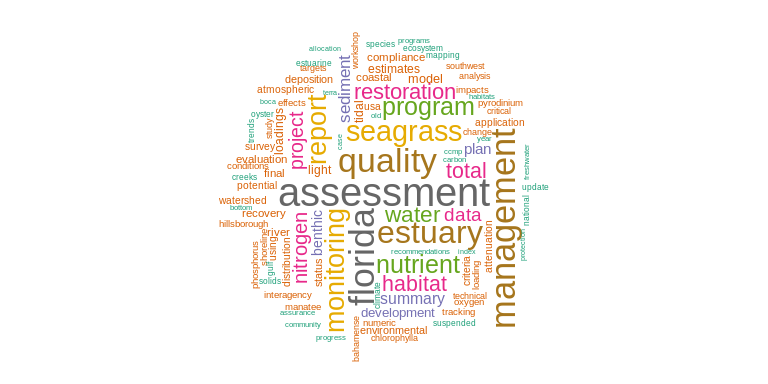 programs
species
ecosystem
allocation
workshop
compliance
mapping
estuarine
targets
estimates
southwest
deposition
sediment
coastal
model
analysis
atmospheric
terra
restoration
impacts
habitats
boca
effects
report
tidal
usa
program
pyrodinium
oyster
loadings
old
critical
trends
study
project
seagrass
application
survey
case
change
year
evaluation
quality
ccmp
plan
management
conditions
light
carbon
freshwater
creeks
final
total
potential
assessment
update
watershed
bottom
recovery
nitrogen
benthic
monitoring
florida
water
data
national
hillsborough
river
estuary
phosphorus
shoreline
using
recommendations
index
attenuation
protection
gulf
distribution
status
nutrient
criteria
loading
solids
climate
habitat
interagency
summary
technical
manatee
oxygen
assurance
development
tracking
community
numeric
suspended
environmental
progress
bahamense
chlorophylla